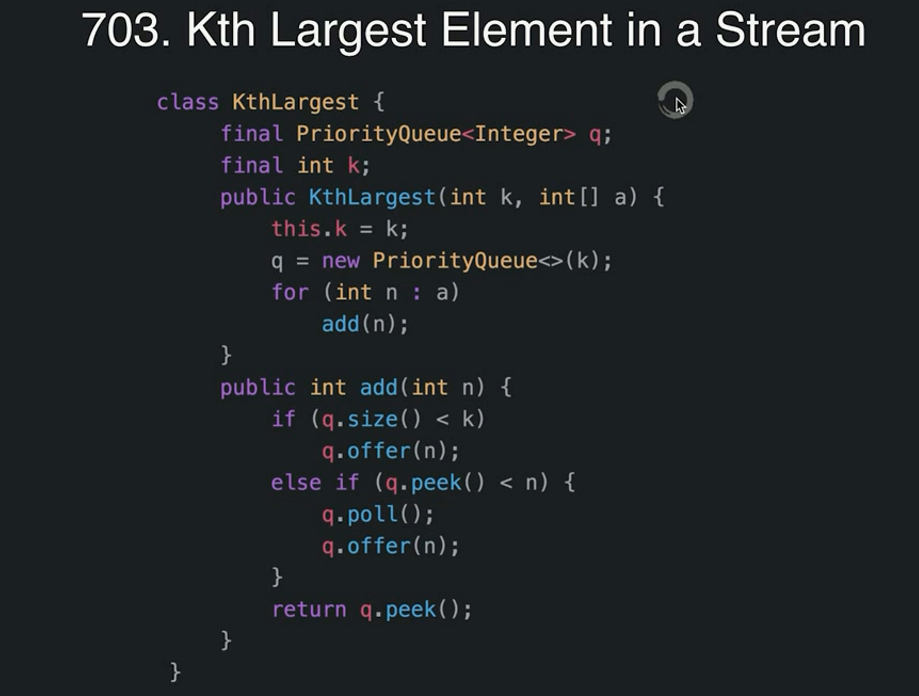 703. Kth Largest Element in a Stream
class KthLargest {
final PriorityQueue<Integer> q;
final int k;
public KthLargest(int k, int[] a) {
this.k = k;
q = new PriorityQueue<>(k);
for (int n : a)
add(n);
}
public int add(int n) {
if (q.size() < k)
q.offer(n);
else if (q.peek() < n) {
q.poll();
q.offer(n);
}
return q.peek();
}
}